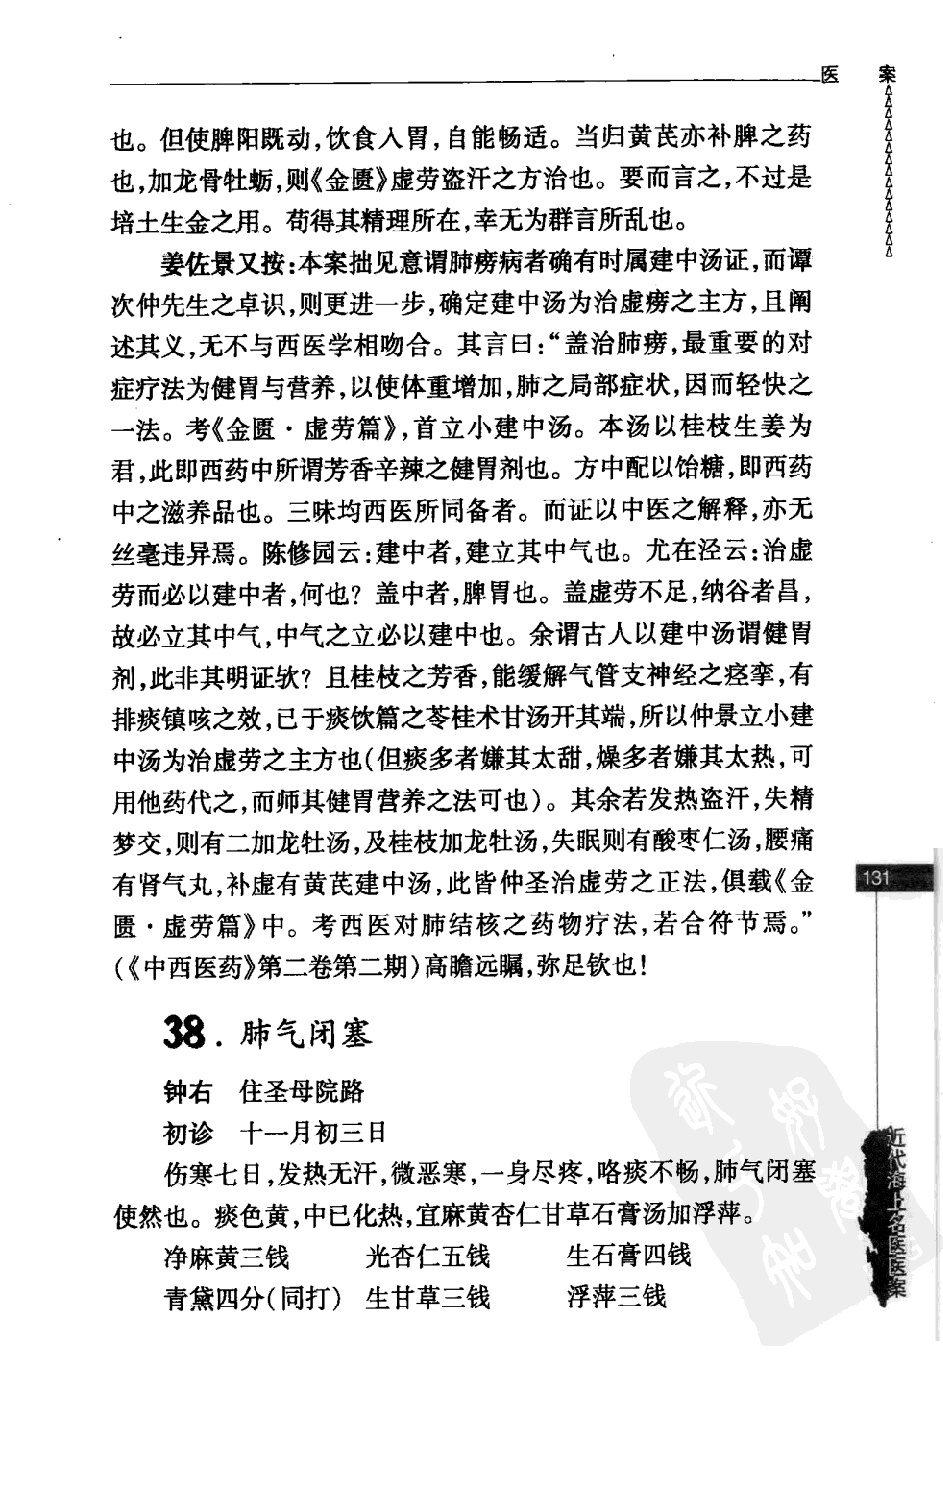 医 案
也。但使脾阳既动,饮食入胃,自能畅适。当归黄芪亦补脾之药
也,加龙骨牡蛎,则《金匮》虚劳盗汗之方治也。要而言之,不过是
培土生金之用。苟得其精理所在,幸无为群言所乱也。
姜佐景又按:本案拙见意谓肺痨病者确有时属建中汤证,而谭
次仲先生之卓识,则更进一步,确定建中汤为治虚痨之主方,且阐
述其义,无不与西医学相吻合。其言曰:“盖治肺痨,最重要的对
症疗法为健胃与营养,以使体重增加,肺之局部症状,因而轻快之
一法。考《金匮·虚劳篇》,首立小建中汤。本汤以桂枝生姜为
君,此即西药中所谓芳香辛辣之健胃剂也。方中配以饴糖,即西药
中之滋养品也。三味均西医所同备者。而证以中医之解释,亦无
丝毫违异焉。陈修园云:建中者,建立其中气也。尤在泾云:治虚
劳而必以建中者,何也?盖中者,脾胃也。盖虚劳不足,纳谷者昌,
故必立其中气,中气之立必以建中也。余谓古人以建中汤谓健胃
剂,此非其明证欤?且桂枝之芳香,能缓解气管支神经之痉挛,有
排痰镇咳之效,已于痰饮篇之苓桂术甘汤开其端,所以仲景立小建
中汤为治虚劳之主方也(但痰多者嫌其太甜,燥多者嫌其太热,可
用他药代之,而师其健胃营养之法可也)。其余若发热盗汗,失精
梦交,则有二加龙牡汤,及桂枝加龙牡汤,失眠则有酸枣仁汤,腰痛
有肾气丸,补虚有黄芪建中汤,此皆仲圣治虚劳之正法,俱载《金
匮·虚劳篇》中。考西医对肺结核之药物疗法,若合符节焉。”
(《中西医药》第二卷第二期)高瞻远瞩,弥足钦也!
38. 肺气闭塞
钟右 住圣母院路
初诊 十一月初三日
伤寒七日,发热无汗,微恶寒,一身尽疼,咯痰不畅,肺气闭塞
使然也。痰色黄,中已化热,宜麻黄杏仁甘草石膏汤加浮萍。
净麻黄三钱 光杏仁五钱 生石膏四钱
青黛四分(同打) 生甘草三钱 浮萍三钱
131
近代海上名医医案